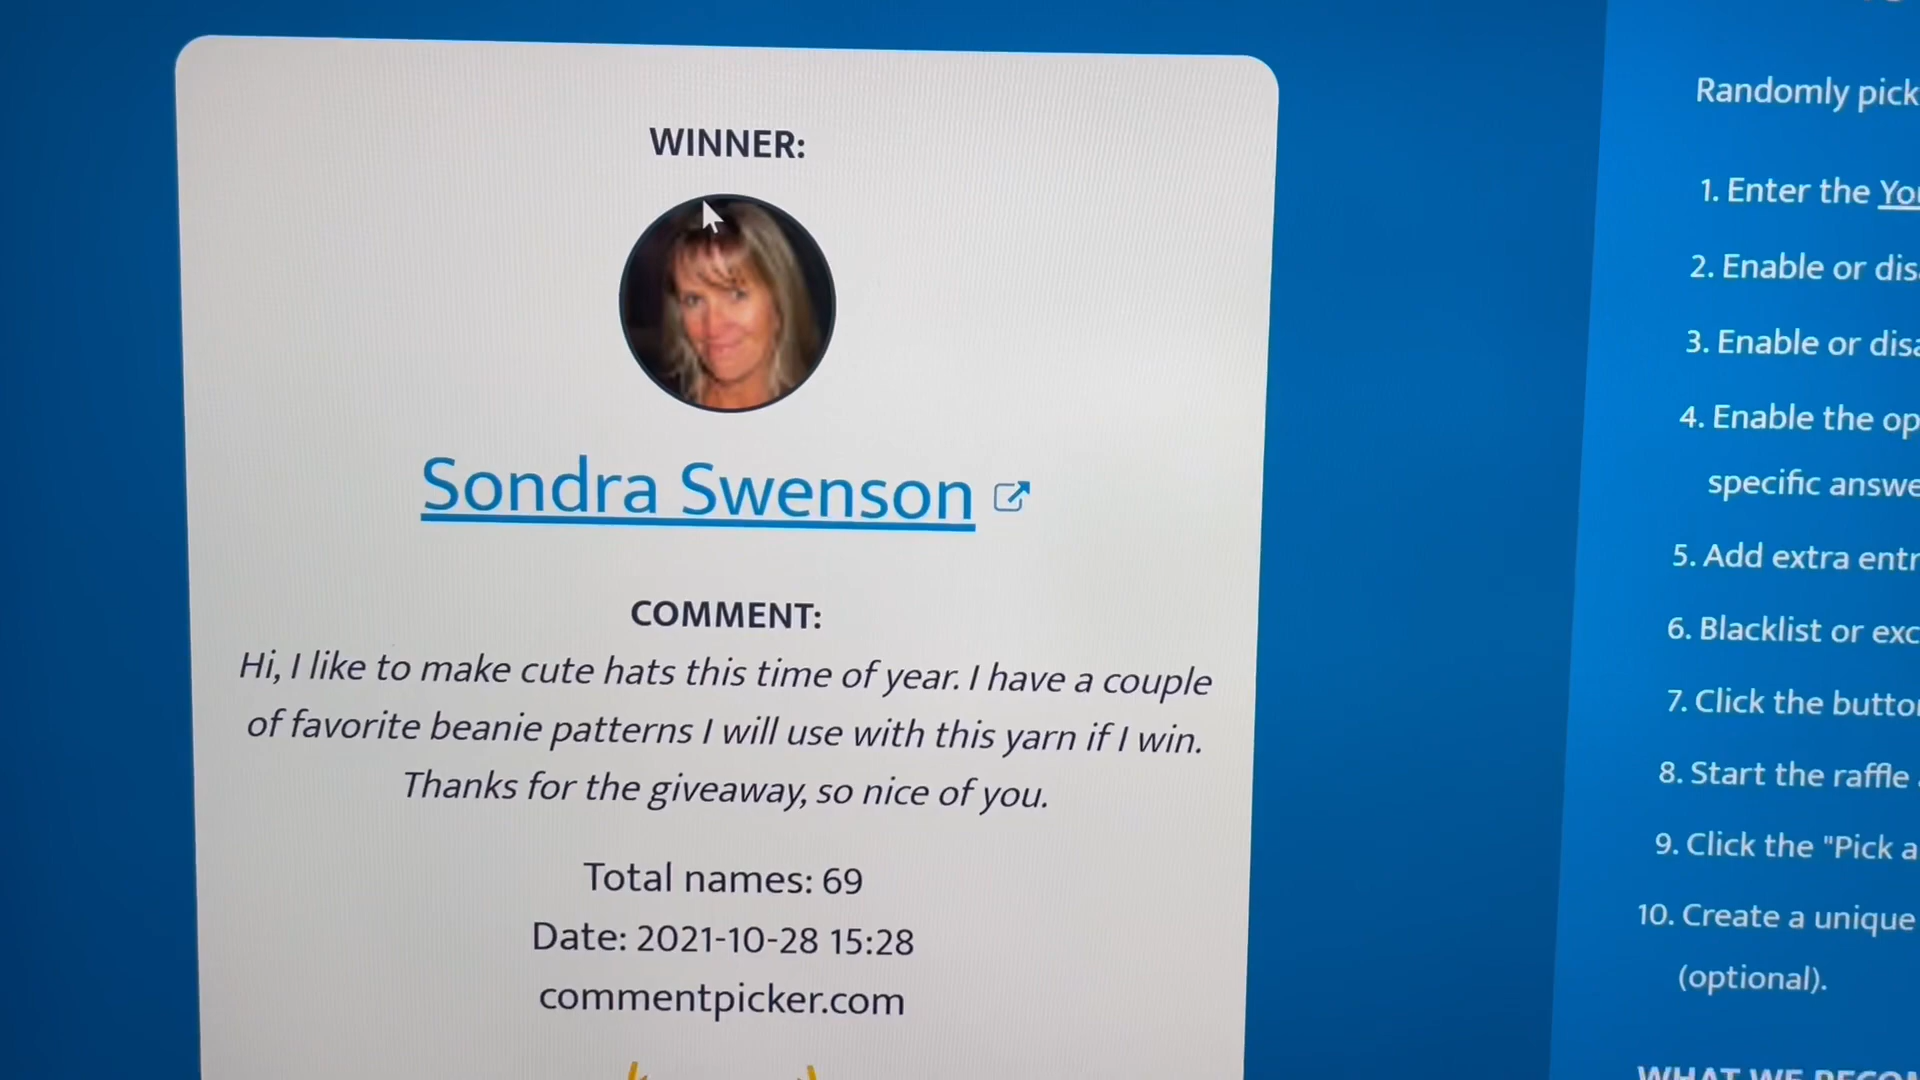 WINNER:
Sondra Swenson
COMMENT:
Hi, I like to make cute hats this time of year. I have a couple
of favorite beanie patterns I will use with this yarn if I win.
Thanks for the giveaway, so nice of you.
Total names: 69
Date: 2021-10-28 15:28
commentpicker.com
Randomly pick
1. Enter the
2. Enable or
3. Enable or
4. Enable the
specific
5. Add extra
6. Blacklist or
7. Click the
8. Start the raffle
9. Click the "Pick a
10. Create a unique
(optional).
WHAT WE